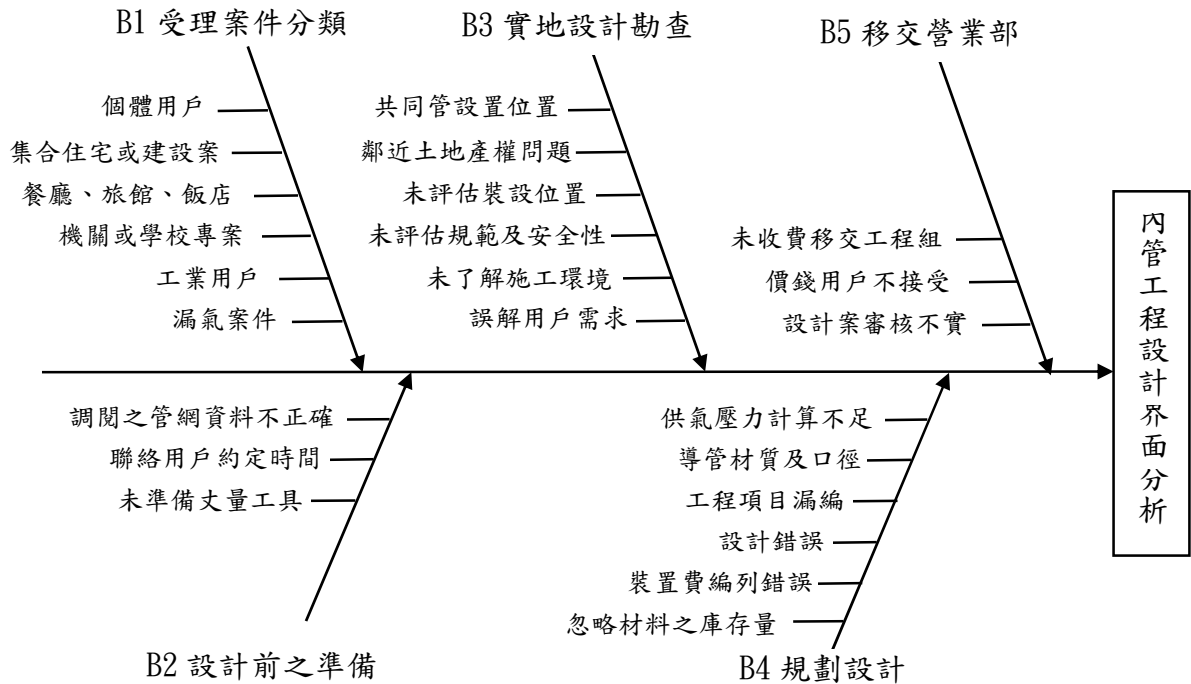 B1 受理案件分類
個體用戶
集合住宅或建設案
餐廳、旅館、飯店
機關或學校專案
工業用戶
漏氣案件
B3 實地設計勘查
共同管設置位置
鄰近土地產權問題
未評估裝設位置
未評估規範及安全性
未了解施工環境
誤解用戶需求
B5 移交營業部
未收費移交工程組
價錢用戶不接受
設計案審核不實
內管工程設計界面分析
調閱之管網資料不正確
聯絡用戶約定時間
未準備丈量工具
B2 設計前之準備
供氣壓力計算不足
導管材質及口徑
工程項目漏編
設計錯誤
裝置費編列錯誤
忽略材料之庫存量
B4 規劃設計